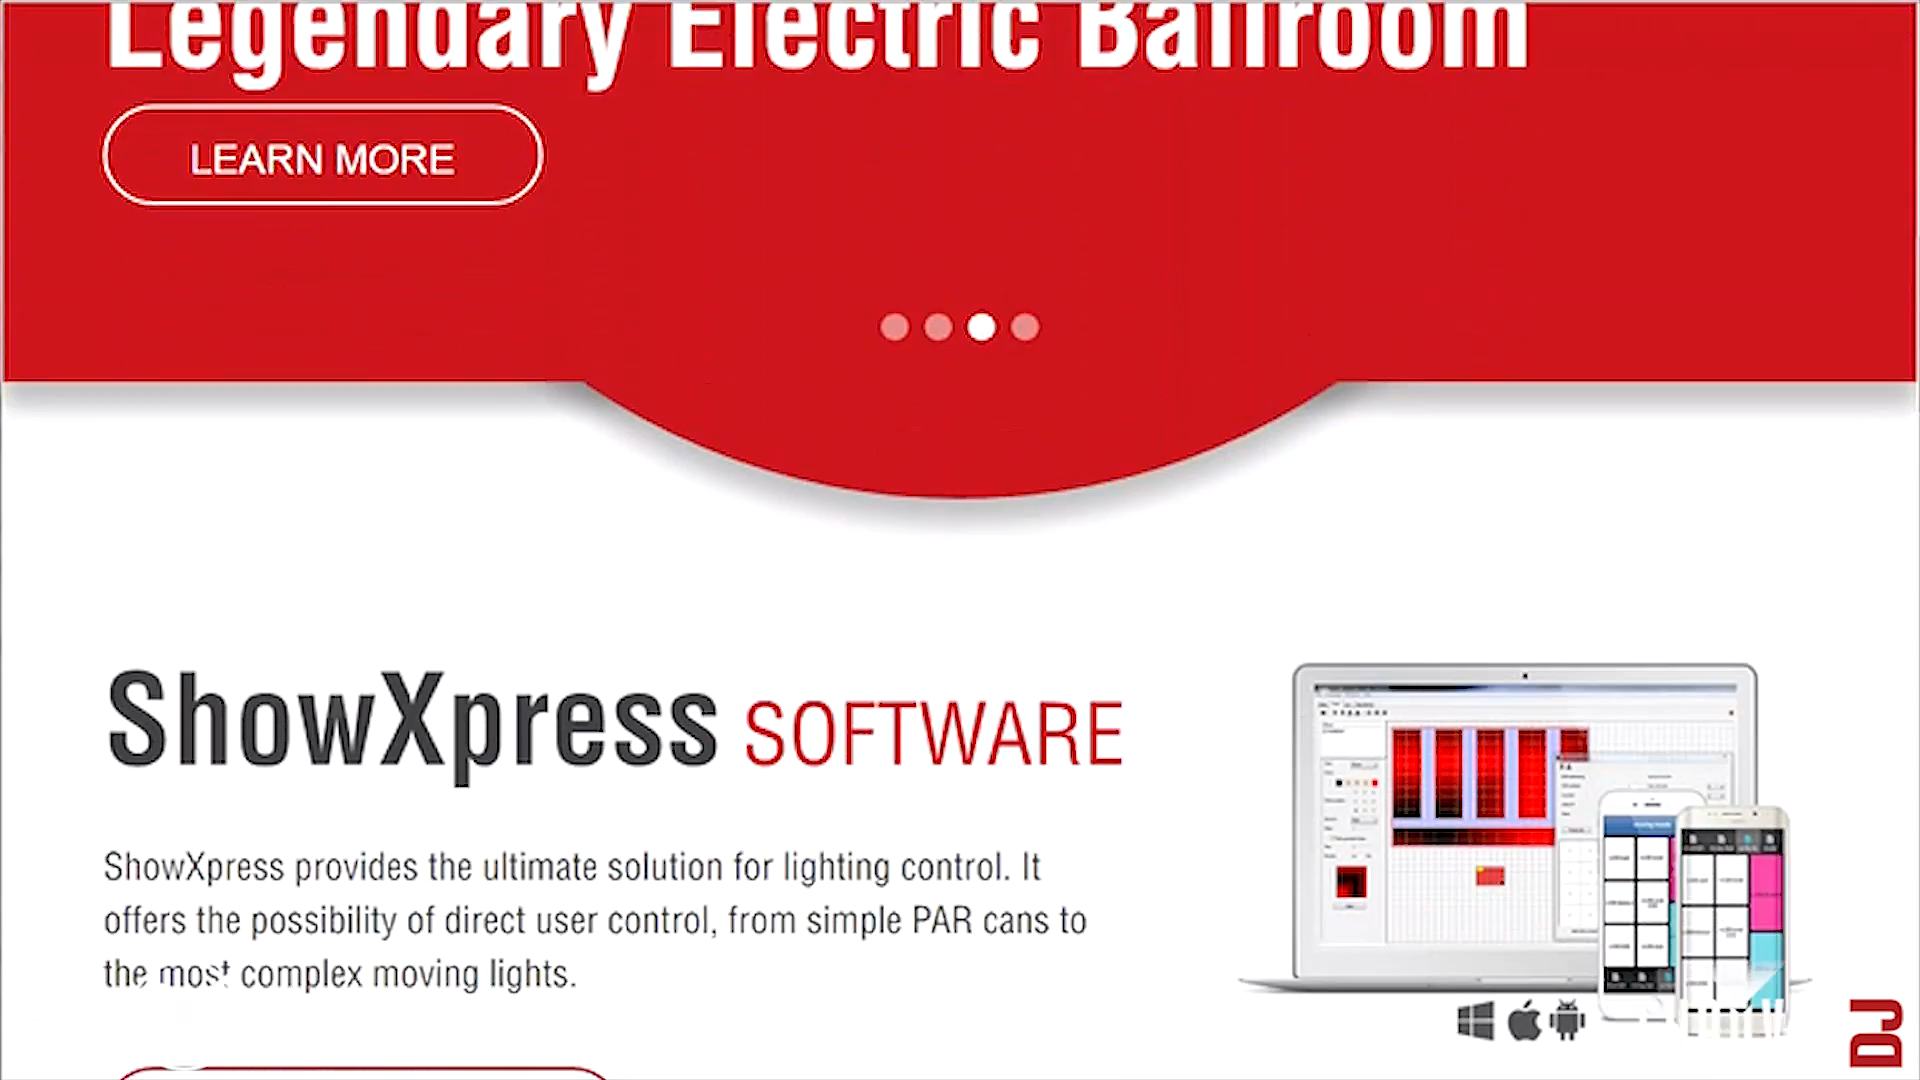 Legendary Electric Ballroom
LEARN MORE
ShowXpress SOFTWARE
ShowXpress provides the ultimate solution for lighting control. It
offers the possibility of direct user control, from simple PAR cans to
the most complex moving lights.
DJ